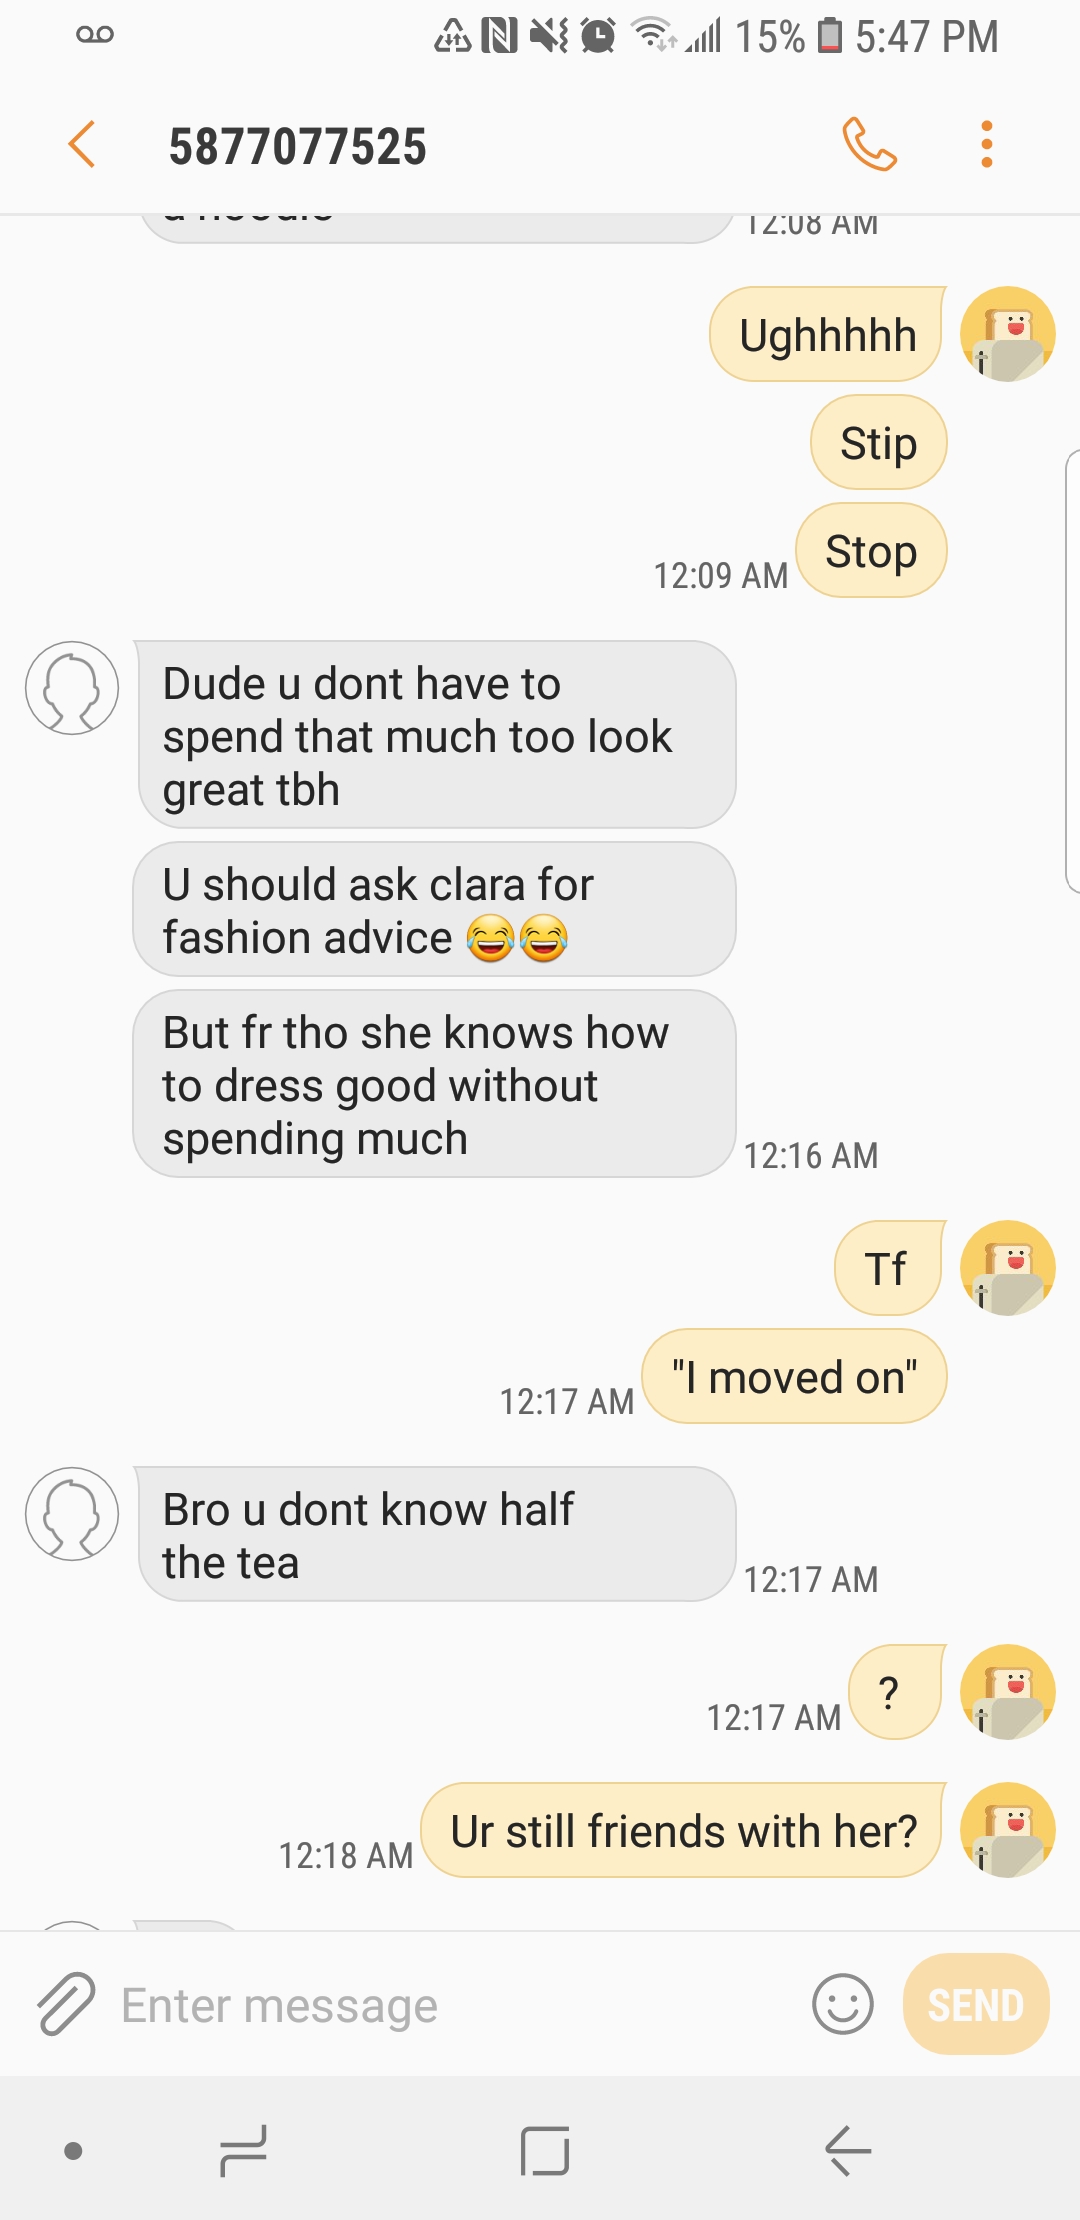 15% 5:47 PM
5877077525
12:08 AM
Ughhhhh
Stip
Stop
12:09 AM
Dude u dont have to
spend that much too look
great tbh
U should ask clara for
fashion advice 😂😂
But fr tho she knows how
to dress good without
spending much
12:16 AM
Tf
"I moved on"
12:17 AM
Bro u dont know half
the tea
12:17 AM
?
12:17 AM
Ur still friends with her?
12:18 AM
Enter message
SEND